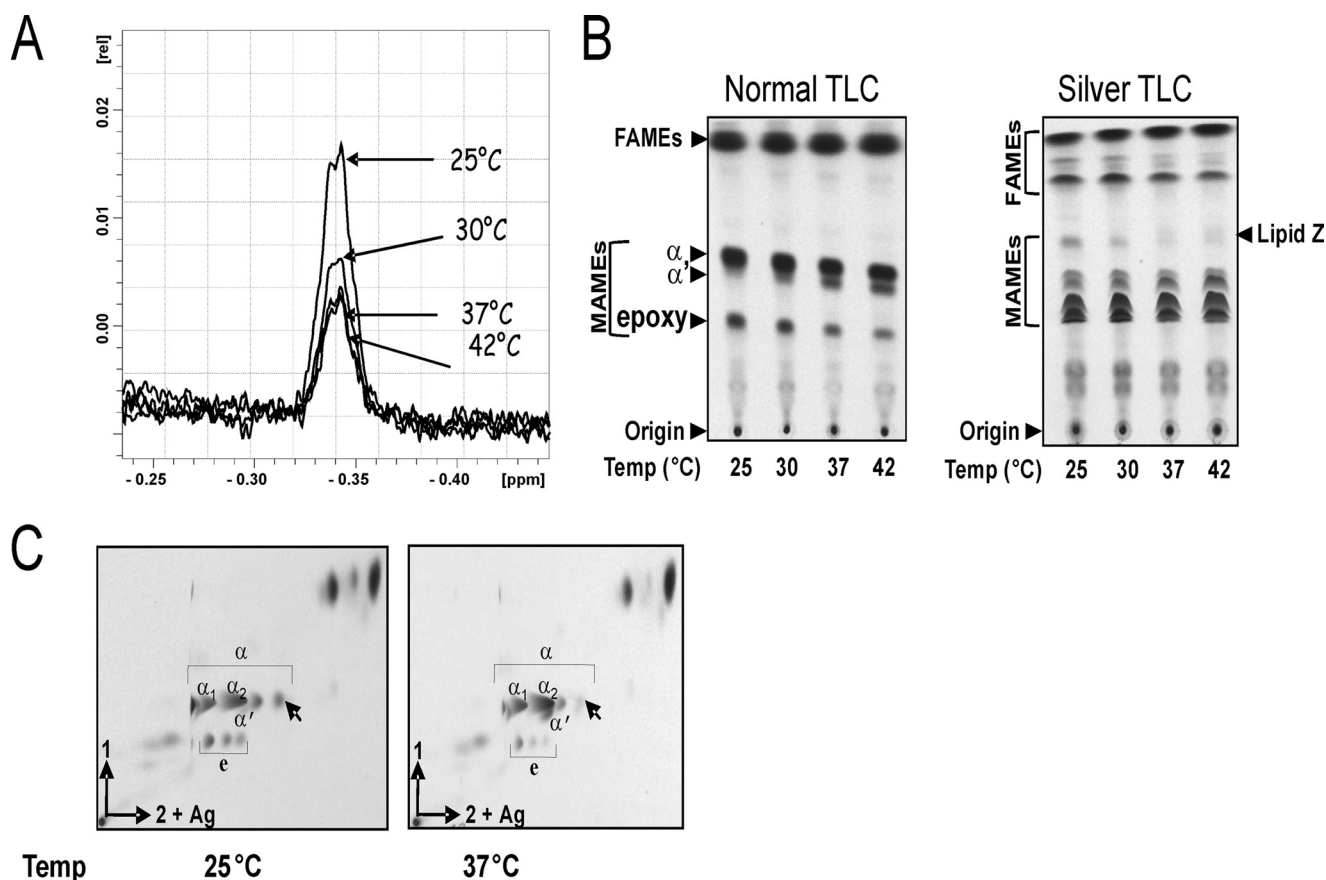 A
[rel]
0.02
0.01
0.00
25°C
30°C
37°C
42°C
- 0.25
- 0.30
- 0.35
- 0.40
[ppm]
B
Normal TLC
FAMEs
MAMEs
α
α'
epoxy
Origin
Temp (°C)
25
30
37
42
Silver TLC
FAMEs
MAMEs
Lipid Z
Origin
Temp (°C)
25
30
37
42
C
α
α1
α2
α'
e
1
2 + Ag
α
α1
α2
α'
e
1
2 + Ag
Temp
25°C
37°C